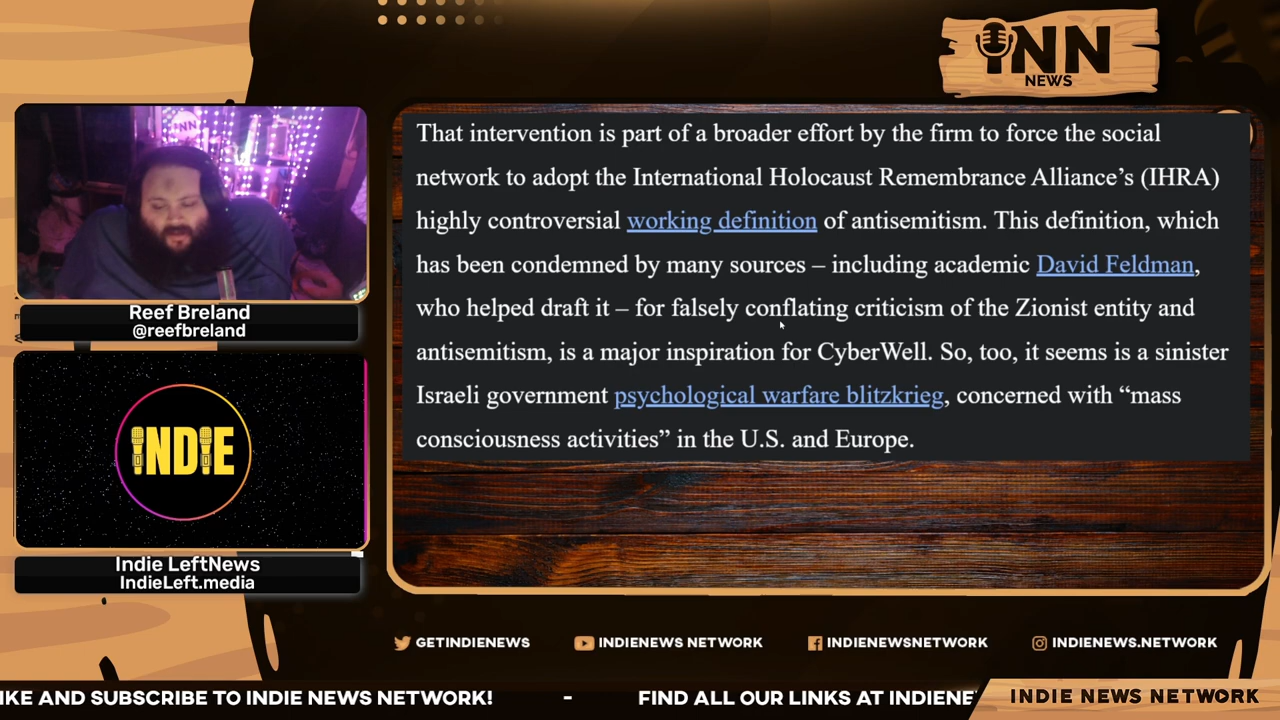 INN
NEWS
INN
That intervention is part of a broader effort by the firm to force the social
network to adopt the International Holocaust Remembrance Alliance’s (IHRA)
highly controversial working definition of antisemitism. This definition, which
has been condemned by many sources – including academic David Feldman,
who helped draft it – for falsely conflating criticism of the Zionist entity and
antisemitism, is a major inspiration for CyberWell. So, too, it seems is a sinister
Israeli government psychological warfare blitzkrieg, concerned with “mass
consciousness activities” in the U.S. and Europe.
Reef Breland
@reefbreland
INDIE
Indie LeftNews
IndieLeft.media
GETINDIENEWS
INDIENEWS NETWORK
INDIENEWSNETWORK
INDIENEWS.NETWORK
IKE AND SUBSCRIBE TO INDIE NEWS NETWORK! - FIND ALL OUR LINKS AT INDIENE
INDIE NEWS NETWORK